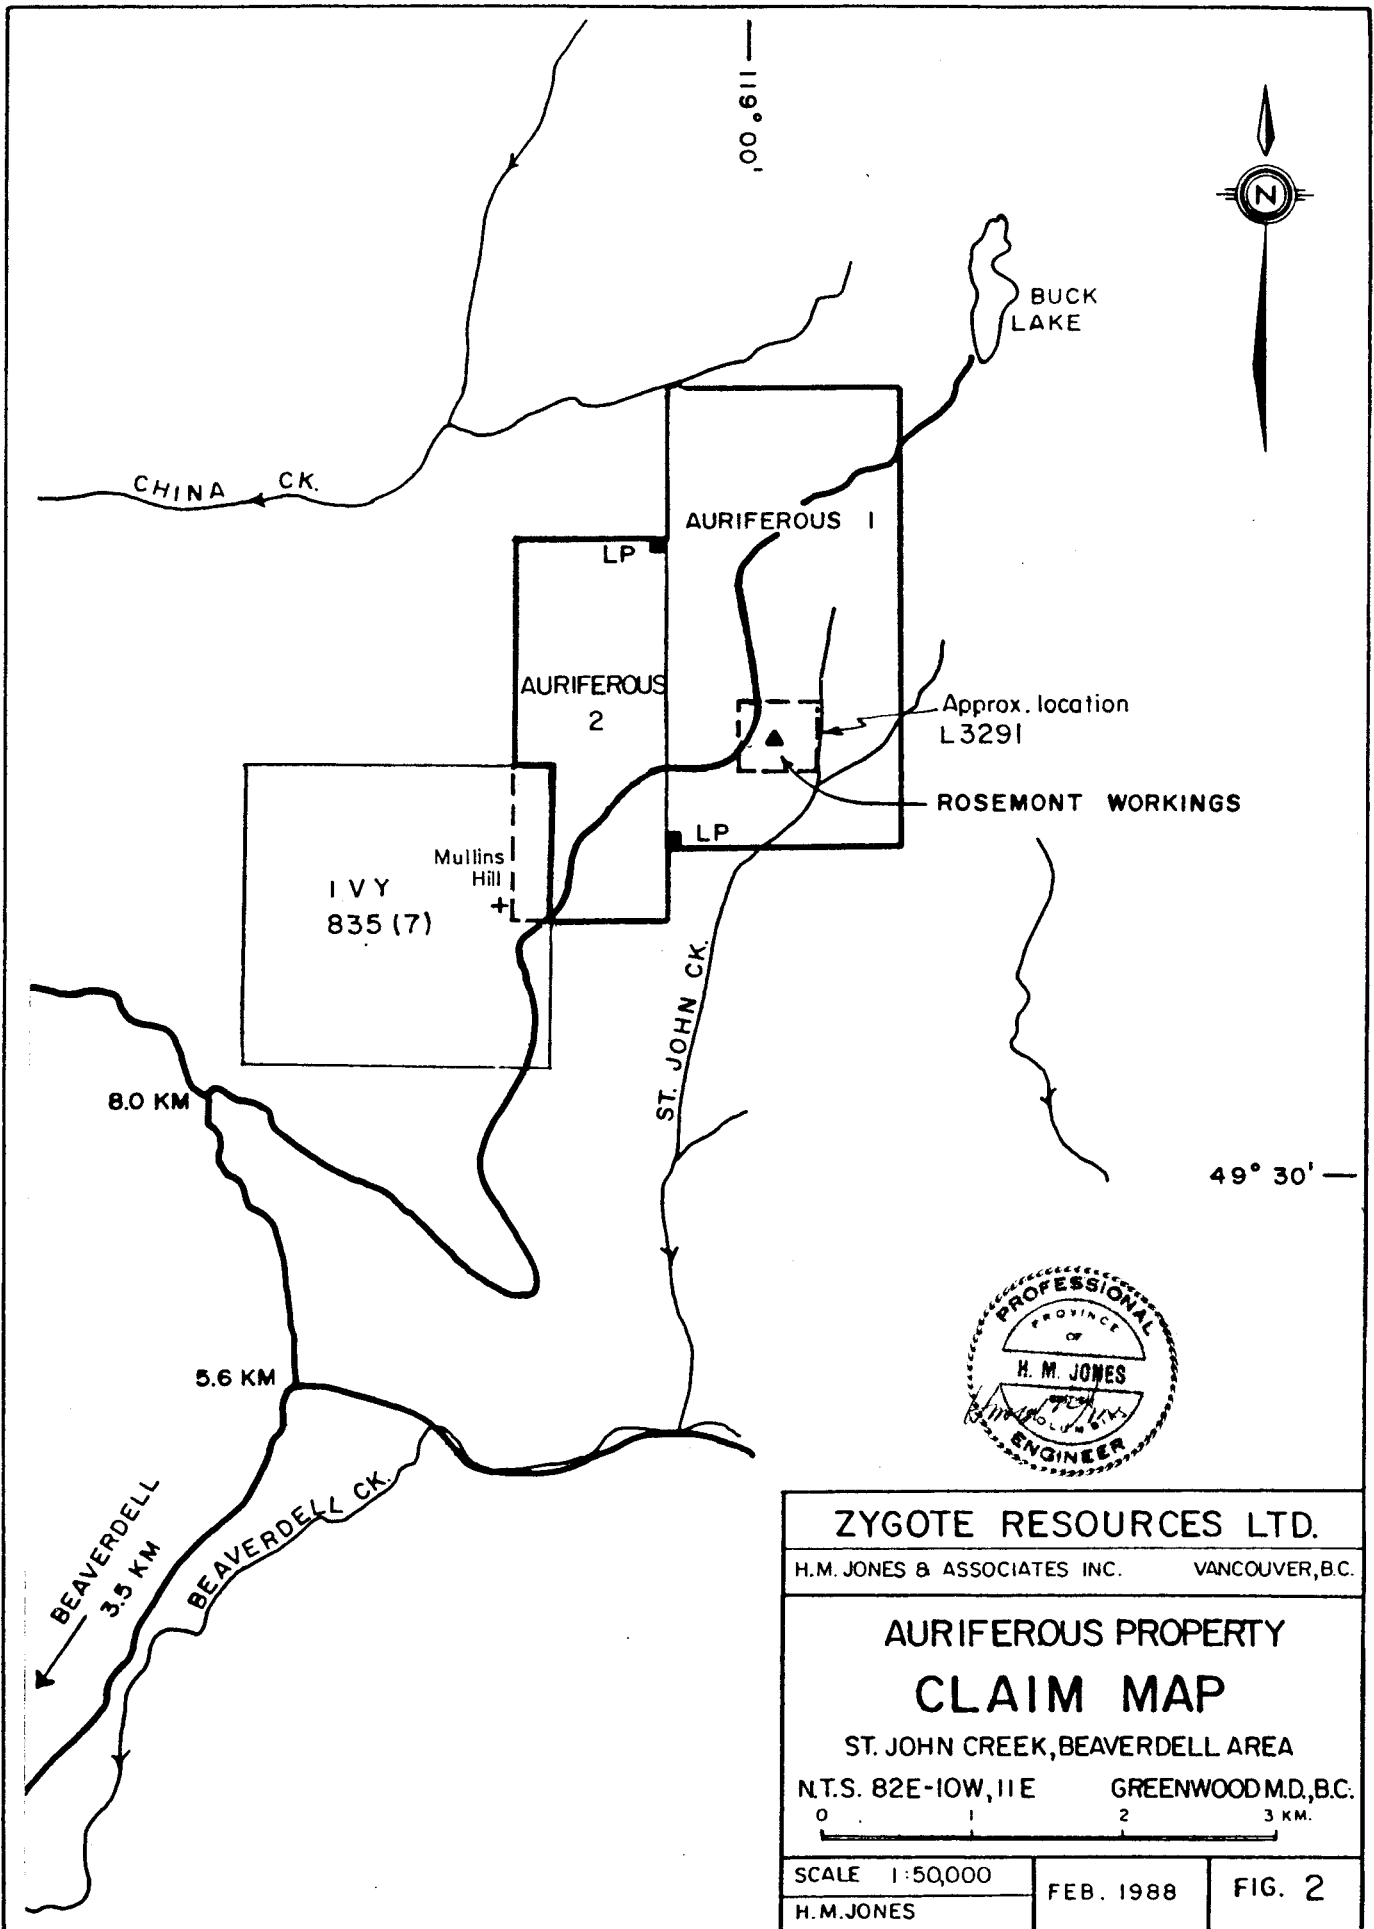 119° 00'
N
BUCK
LAKE
CHINA CK.
AURIFEROUS 1
LP
AURIFEROUS
2
Approx. location
L3291
ROSEMONT WORKINGS
LP
Mullins
Hill
IVY
835 (7)
ST. JOHN CK.
8.0 KM
49° 30'
5.6 KM
PROFESSIONAL
PROVINCE
OF
H. M. JONES
COLUMBIA
ENGINEER
BEAVERDELL
3.5 KM
BEAVERDELL CK.
ZYGOTE RESOURCES LTD.
H.M. JONES & ASSOCIATES INC. VANCOUVER, B.C.
AURIFEROUS PROPERTY
CLAIM MAP
ST. JOHN CREEK, BEAVERDELL AREA
N.T.S. 82E-10W, 11E GREENWOOD M.D., B.C.
0 1 2 3 KM.
SCALE 1:50,000
H.M. JONES
FEB. 1988
FIG. 2